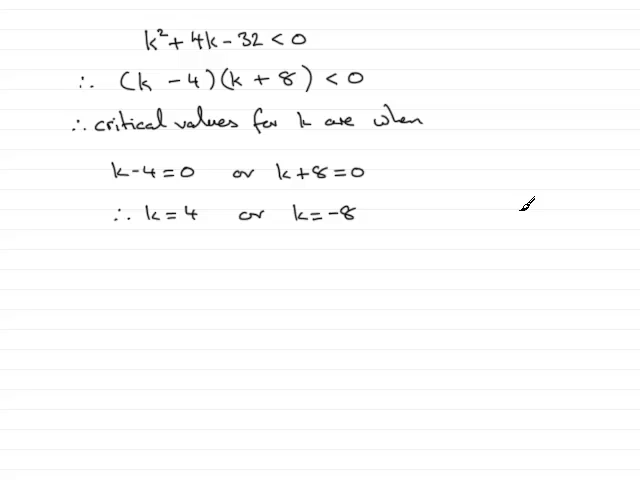 k² + 4k - 32 < 0
∴ (k - 4)(k + 8) < 0
∴ critical values for k are when
k - 4 = 0 or k + 8 = 0
∴ k = 4 or k = -8